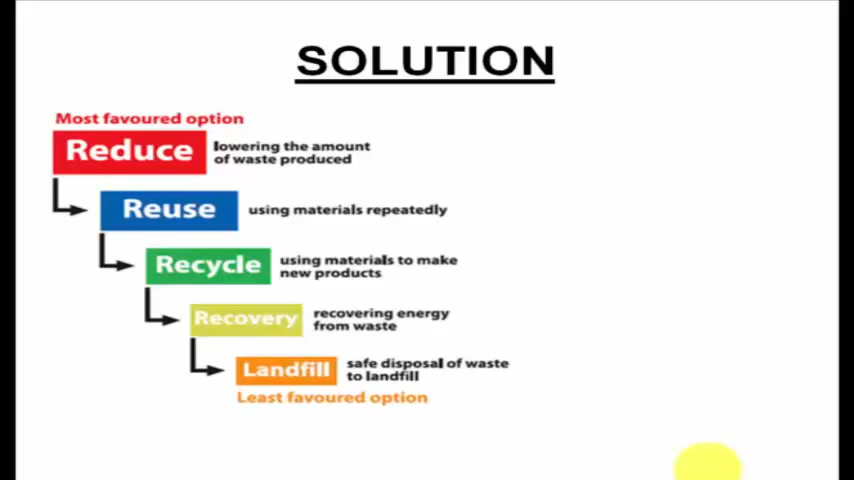 SOLUTION
Most favoured option
Reduce
lowering the amount
of waste produced
Reuse
using materials repeatedly
Recycle
using materials to make
new products
Recovery
recovering energy
from waste
Landfill
safe disposal of waste
to landfill
Least favoured option